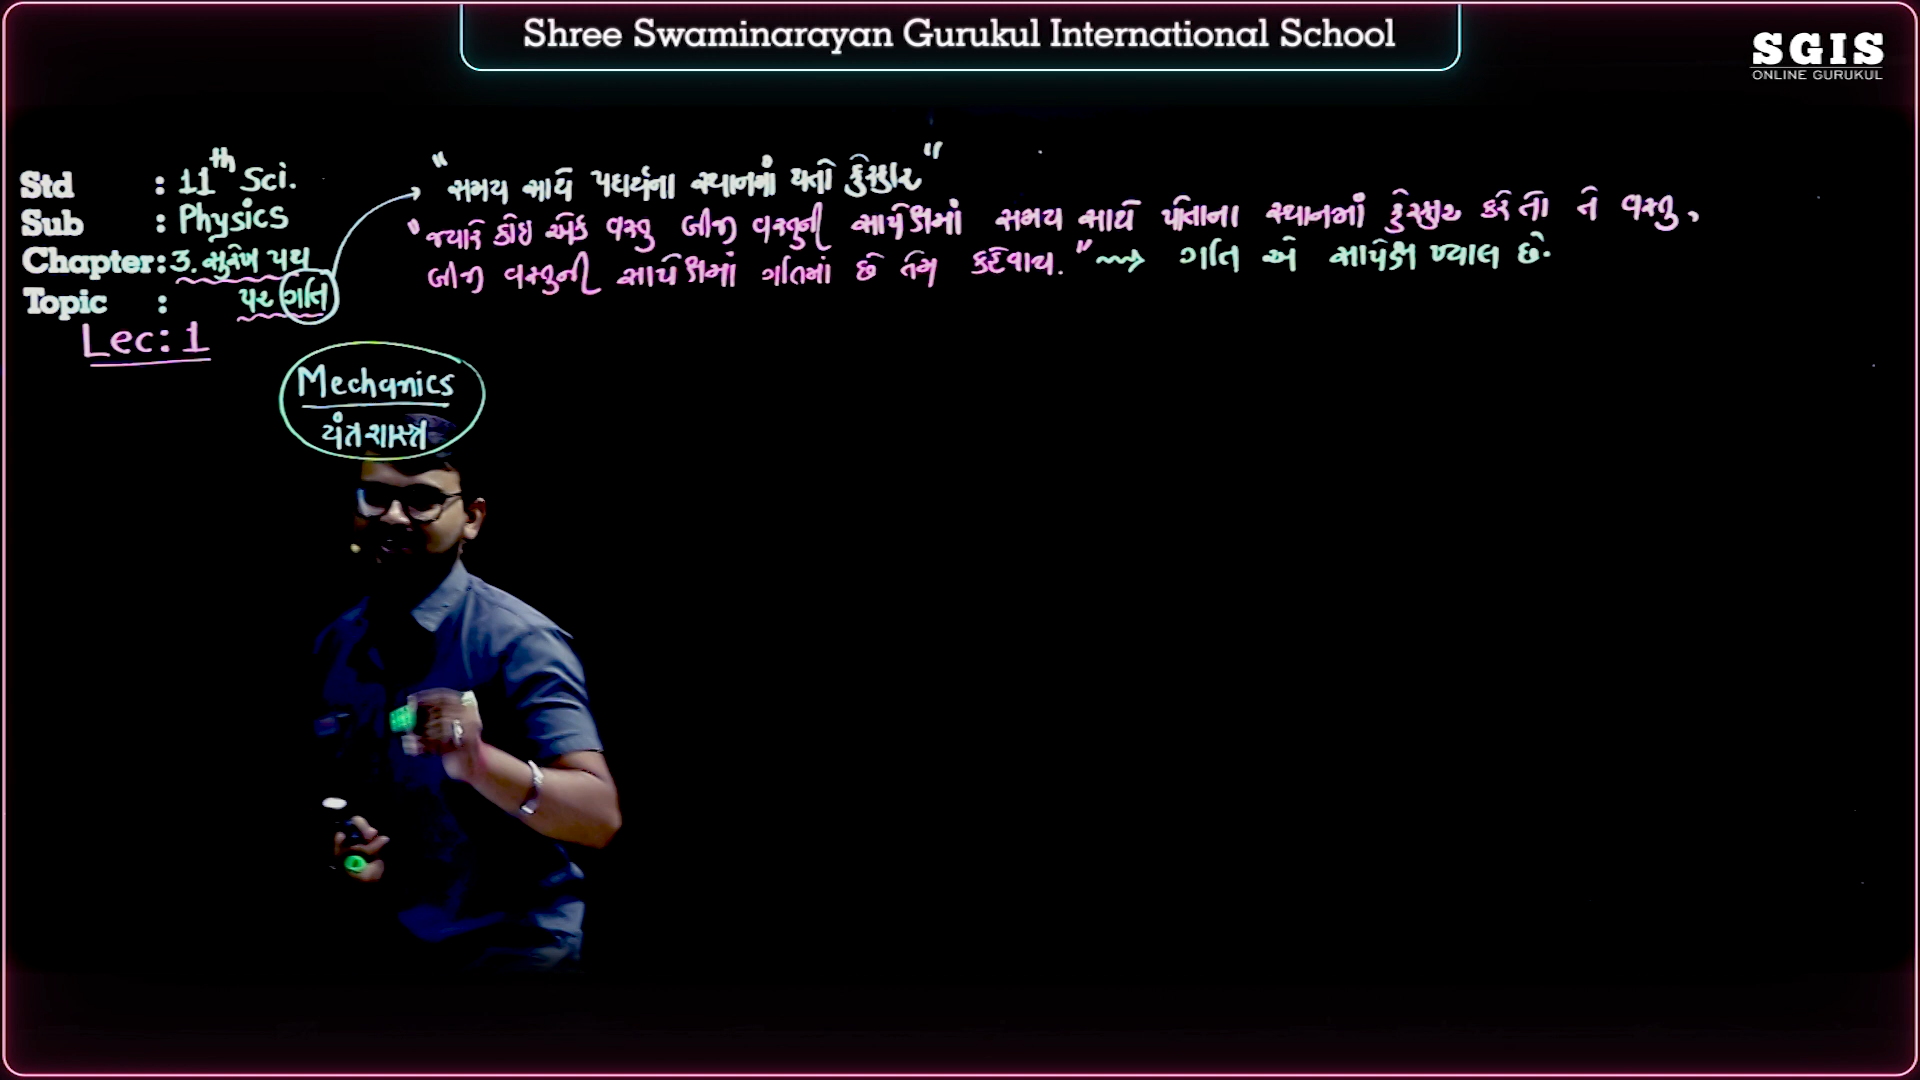 Shree Swaminarayan Gurukul International School
SGIS
ONLINE GURUKUL
Std : 11th Sci.
Sub : Physics
Chapter : 3. સુરેખ પથ
Topic : પર ગતિ
Lec: 1
"સમય સાથે પદાર્થના સ્થાનમાં થતો ફેરફાર"
"જ્યારે કોઇ એક વસ્તુ બીજી વસ્તુની સાપેક્ષમાં સમય સાથે પોતાના સ્થાનમાં ફેરફાર કરે તો તે વસ્તુ,
બીજી વસ્તુની સાપેક્ષમાં ગતિમાં છે તેમ કહેવાય." ગતિ એ સાપેક્ષ ખ્યાલ છે.
Mechanics
યંત્રશાસ્ત્ર